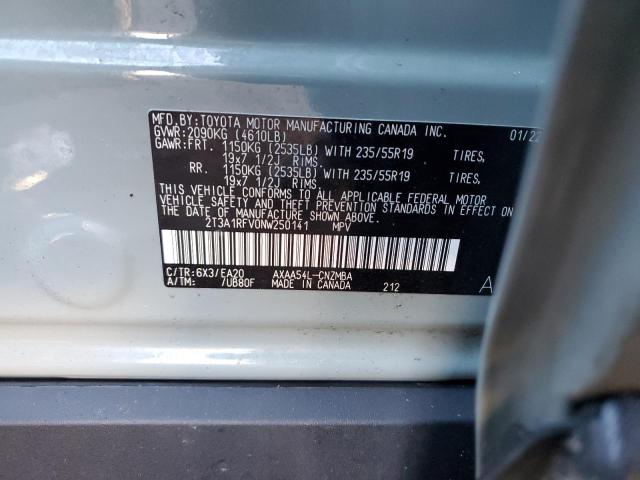 MFD. BY: TOYOTA MOTOR MANUFACTURING CANADA INC. 01/22
GVWR: 2090KG (4610LB)
GAWR: FRT. 1150KG (2535LB) WITH 235/55R19 TIRES,
19x7 1/2J RIMS,
RR. 1150KG (2535LB) WITH 235/55R19 TIRES,
19x7 1/2J RIMS,
THIS VEHICLE CONFORMS TO ALL APPLICABLE FEDERAL MOTOR
VEHICLE SAFETY AND THEFT PREVENTION STANDARDS IN EFFECT
ON THE DATE OF MANUFACTURE SHOWN ABOVE.
2T3A1RFV0NW250141 MPV
C/TR: 6X3/EA20 AXAA54L-CNZMBA
A/TM: /UB80F MADE IN CANADA 212 A